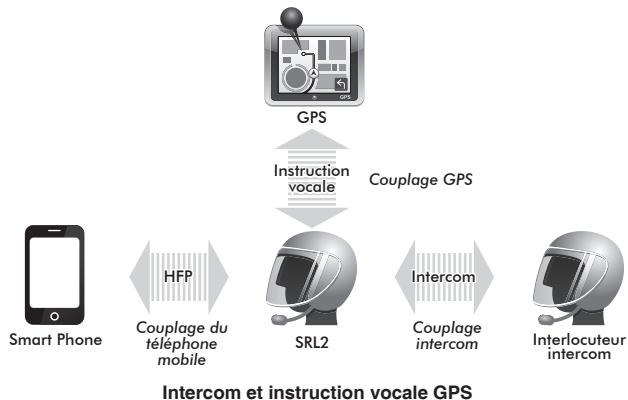 GPS
GPS
Instruction
vocale
Couplage GPS
HFP
Intercom
Smart Phone
Couplage du
téléphone
mobile
SRL2
Couplage
intercom
Interlocuteur
intercom
Intercom et instruction vocale GPS